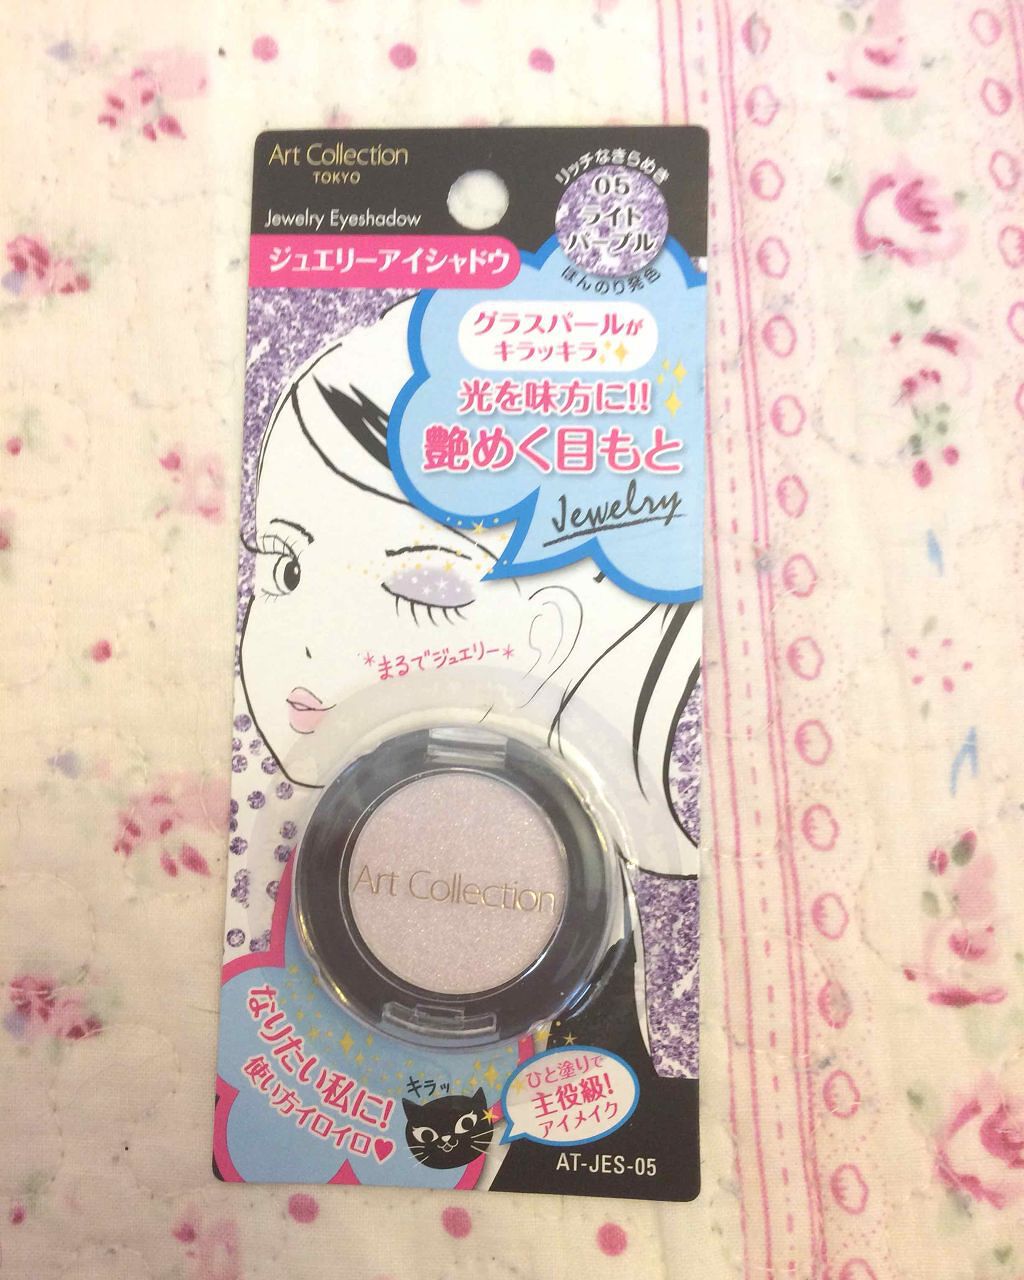 Art Collection
TOKYO
Jewelry Eyeshadow
ジュエリーアイシャドウ
リッチなきらめき
05
ライト
パープル
ほんのり発色
グラスパールが
キラッキラ
光を味方に!!
艶めく目もと
Jewelry
*まるでジュエリー*
Art Collection
なりたい私に!
使い方イロイロ♥
キラッ
ひと塗りで
主役級!
アイメイク
AT-JES-05